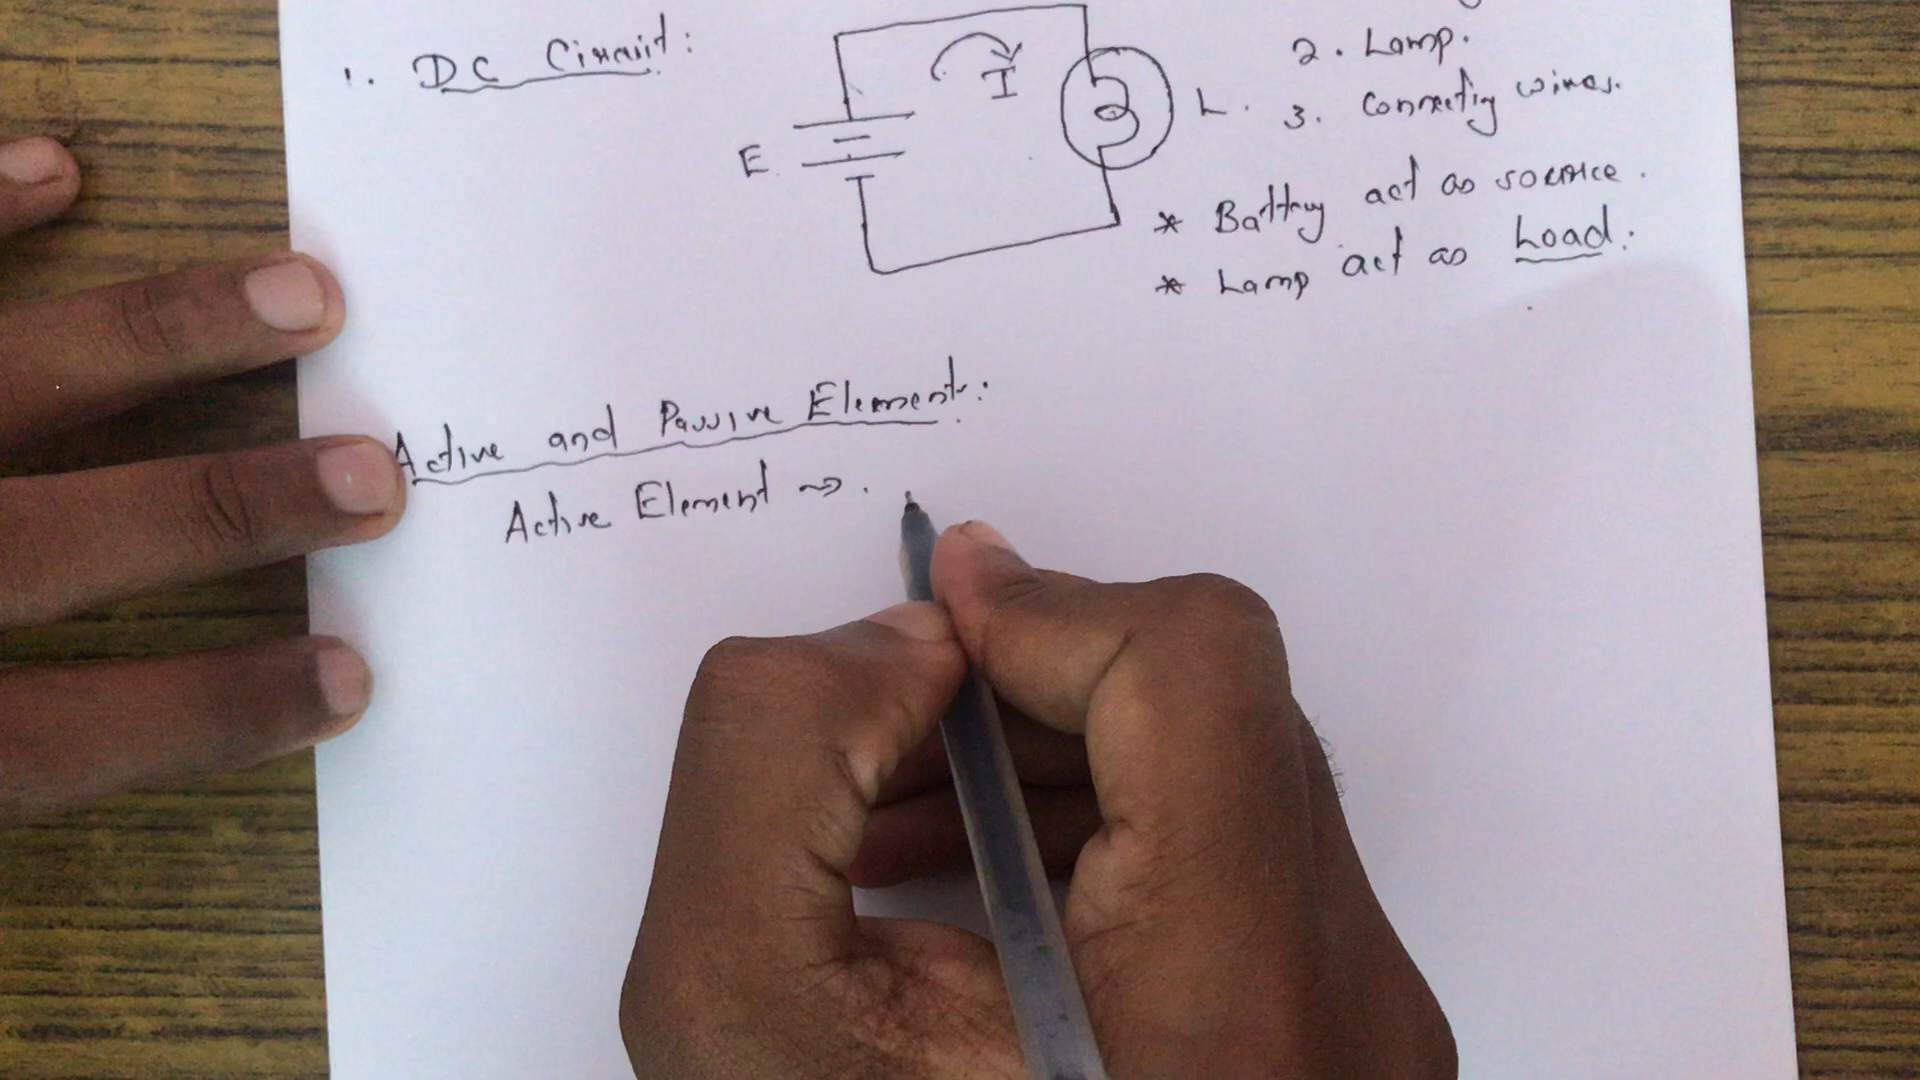 1. DC Circuit:
I
E
L.
2. Lamp.
3. Connectig wires.
* Battery act as source.
* Lamp act as Load.
Active and Passive Element:
Active Element →.